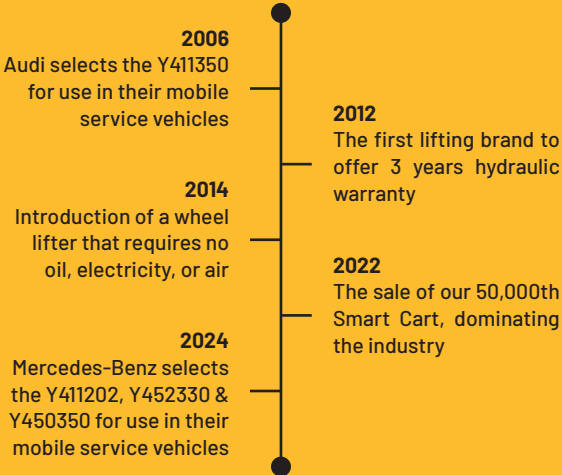 2006
Audi selects the Y411350
for use in their mobile
service vehicles
2012
The first lifting brand to
offer 3 years hydraulic
warranty
2014
Introduction of a wheel
lifter that requires no
oil, electricity, or air
2022
The sale of our 50,000th
Smart Cart, dominating
the industry
2024
Mercedes-Benz selects
the Y411202, Y452330 &
Y450350 for use in their
mobile service vehicles